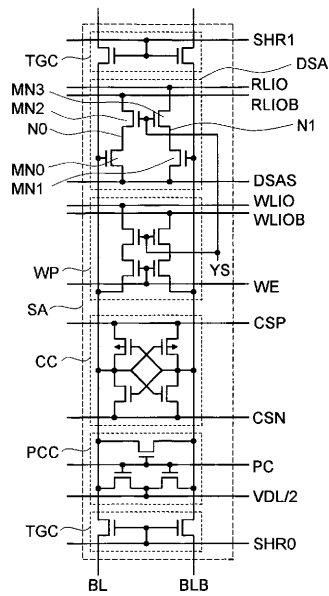 SHR1
TGC
DSA
MN3
RLIO
MN2
RLIOB
N0
N1
MN0
MN1
DSAS
WLIO
WLIOB
WP
YS
WE
SA
CSP
CC
CSN
PCC
PC
VDL/2
TGC
SHR0
BL
BLB